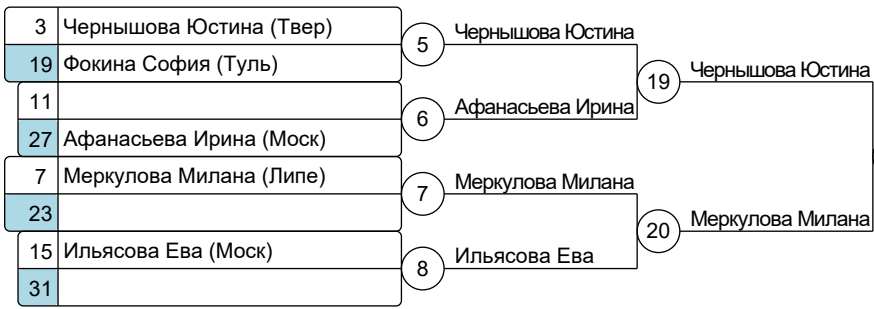 3 Чернышова Юстина (Твер)
19 Фокина София (Туль)
5 Чернышова Юстина
11
27 Афанасьева Ирина (Моск)
6 Афанасьева Ирина
19 Чернышова Юстина
7 Меркулова Милана (Липе)
23
7 Меркулова Милана
15 Ильясова Ева (Моск)
31
8 Ильясова Ева
20 Меркулова Милана